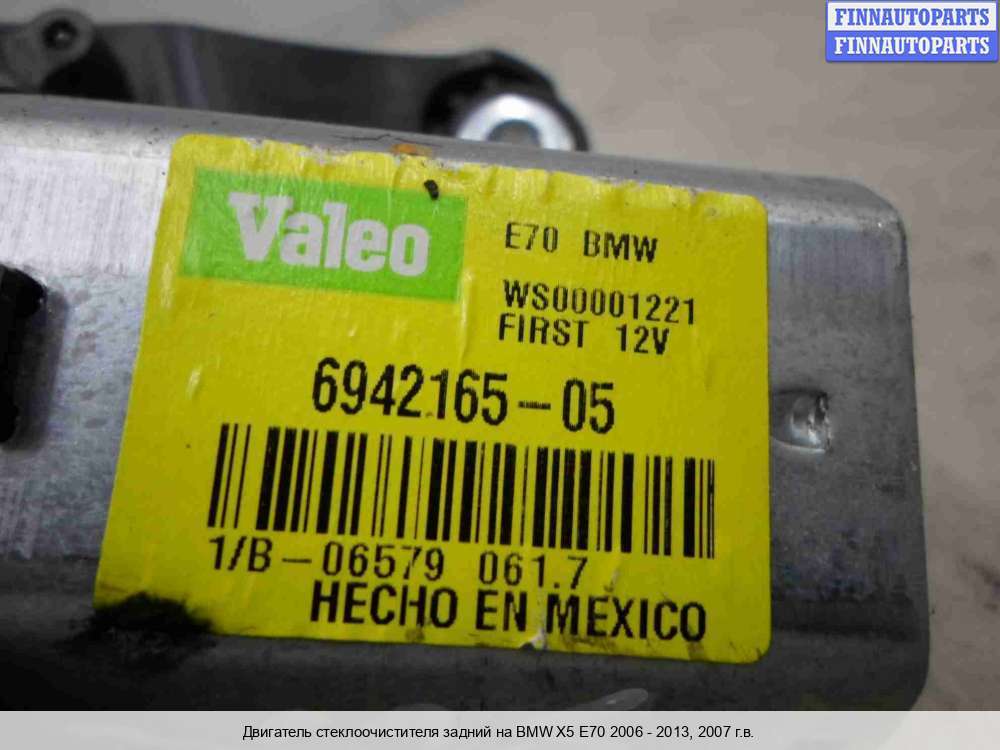 FINNAUTOPARTS
FINNAUTOPARTS
Valeo
E70 BMW
WS00001221
FIRST 12V
6942165-05
1/B-06579 061.7
HECHO EN MEXICO
Двигатель стеклоочистителя задний на BMW X5 E70 2006 - 2013, 2007 г.в.